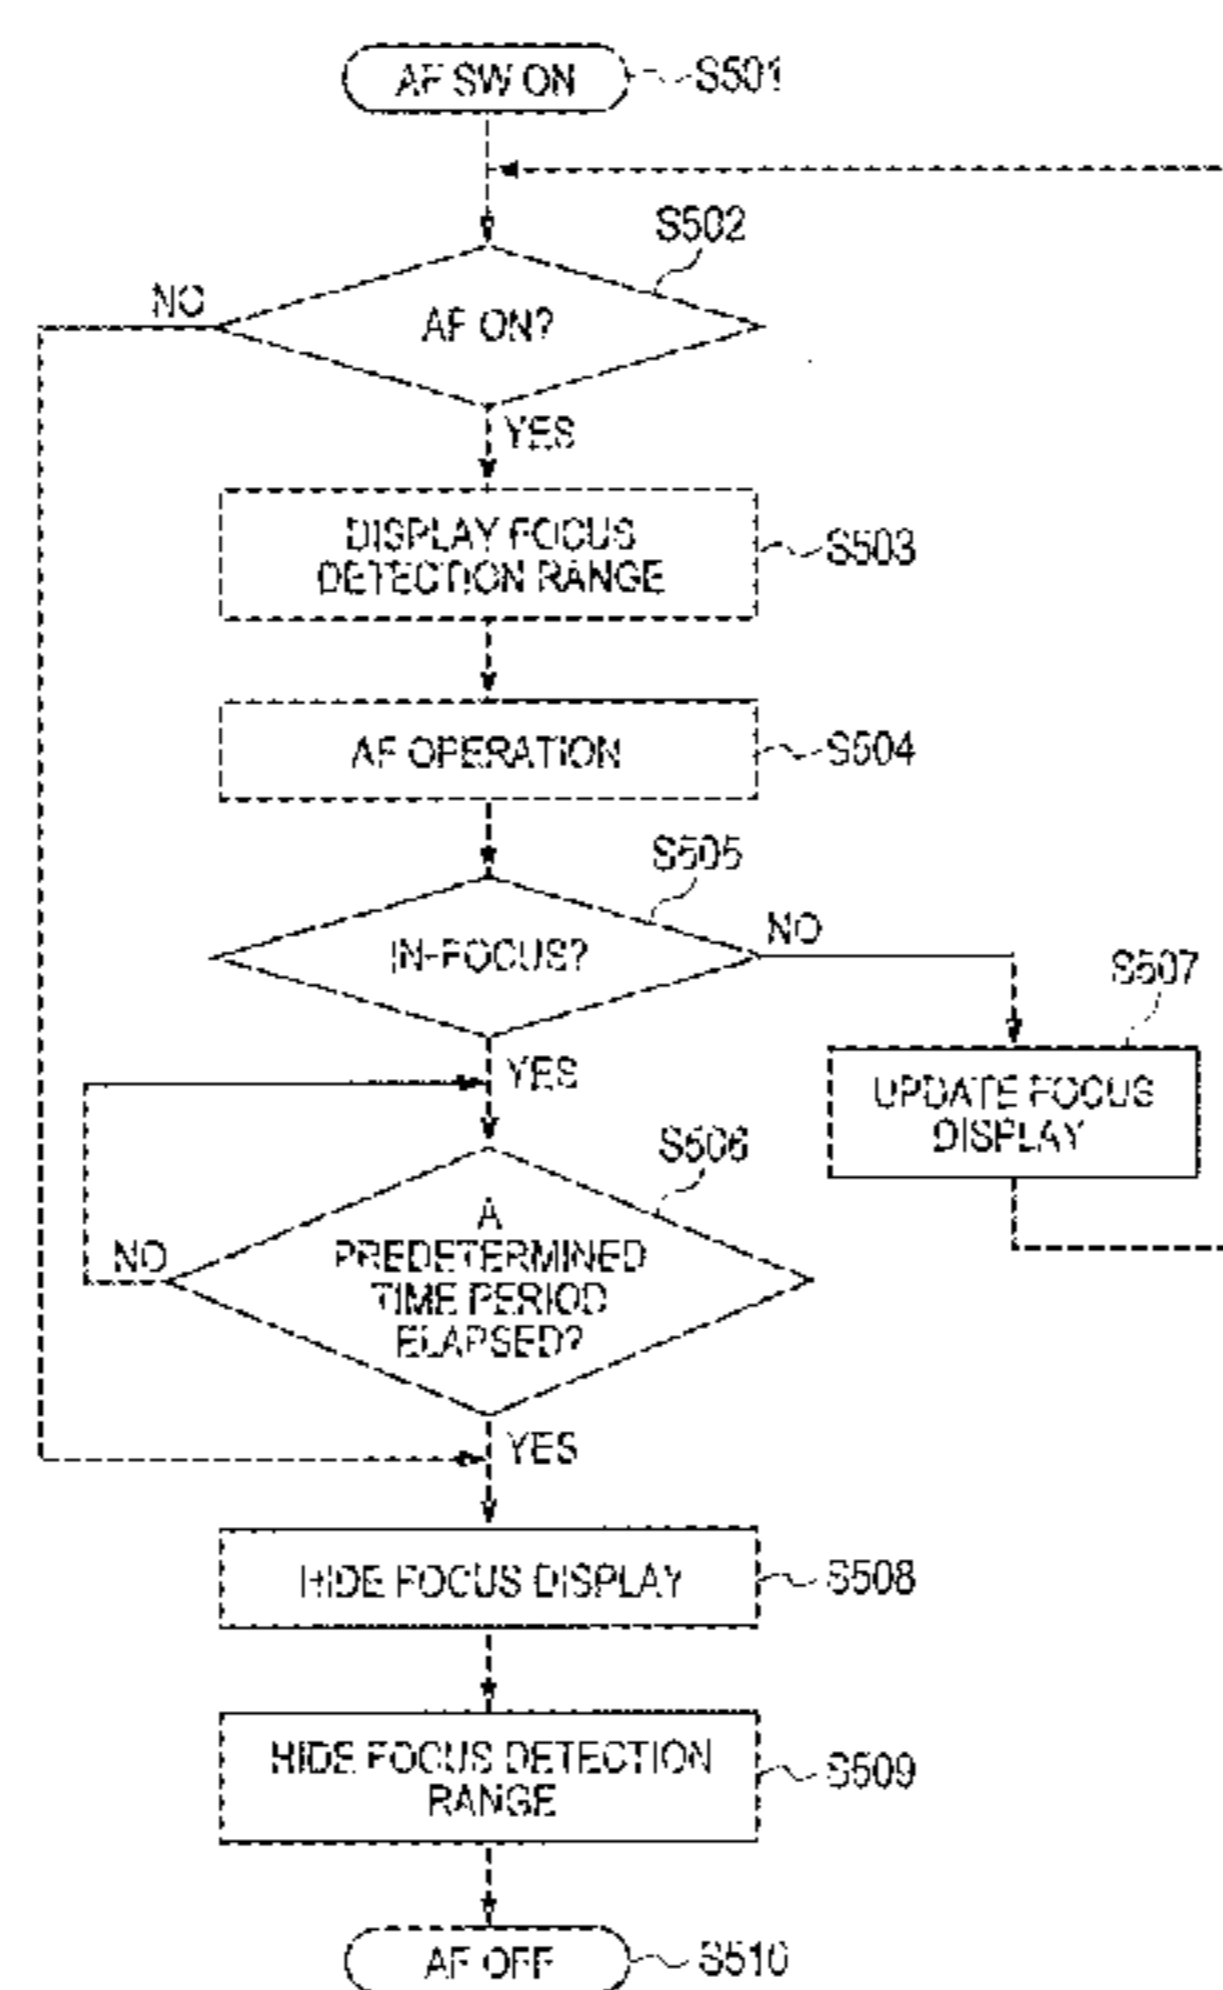 AF SW ON
S501
S502
NO
AF ON?
YES
DISPLAY FOCUS
DETECTION RANGE
S503
AF OPERATION
S504
S505
IN-FOCUS?
NO
YES
S507
UPDATE FOCUS
DISPLAY
S506
A
PREDETERMINED
TIME PERIOD
ELAPSED?
NO
YES
HIDE FOCUS DISPLAY
S508
HIDE FOCUS DETECTION
RANGE
S509
AF OFF
S510